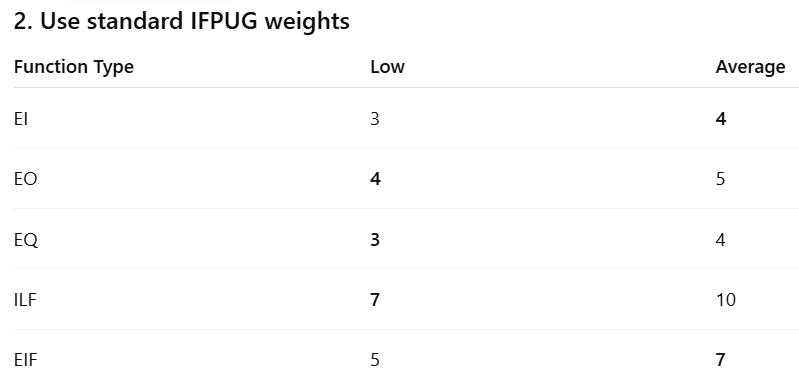 2. Use standard IFPUG weights
Function Type Low Average
EI 3 4
EO 4 5
EQ 3 4
ILF 7 10
EIF 5 7